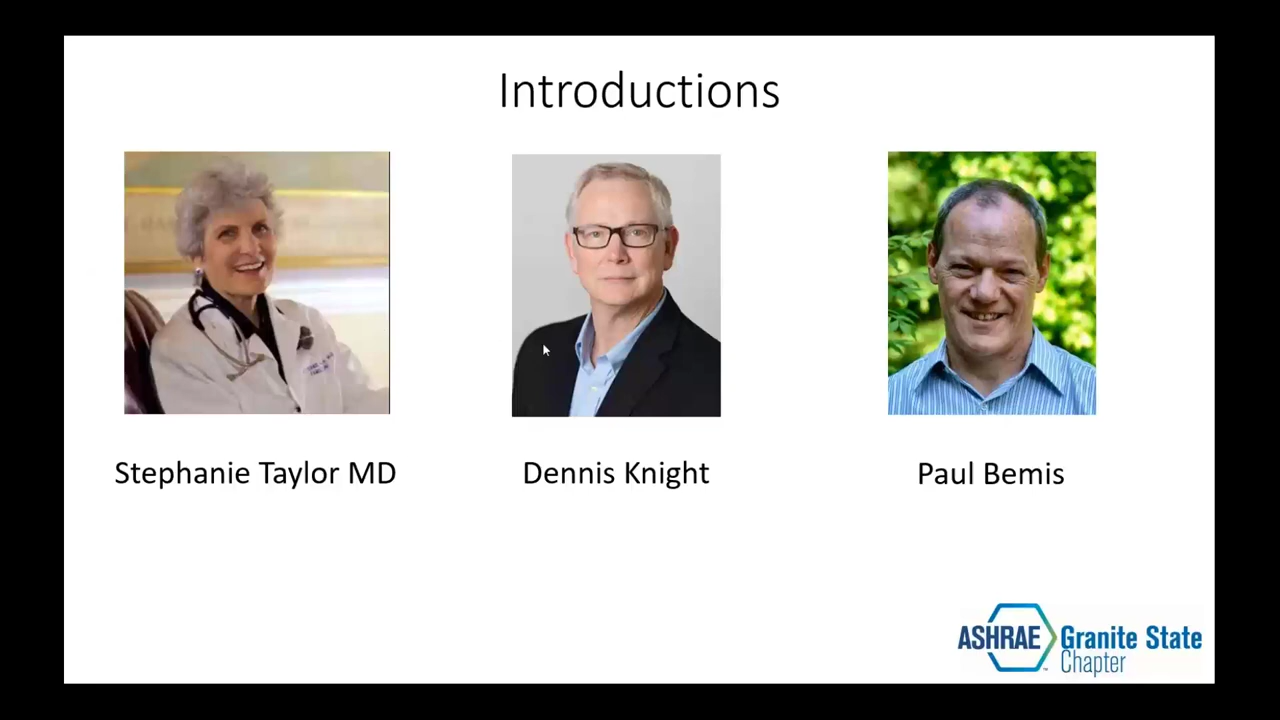 Introductions
Stephanie Taylor MD
Dennis Knight
Paul Bemis
ASHRAE Granite State
Chapter